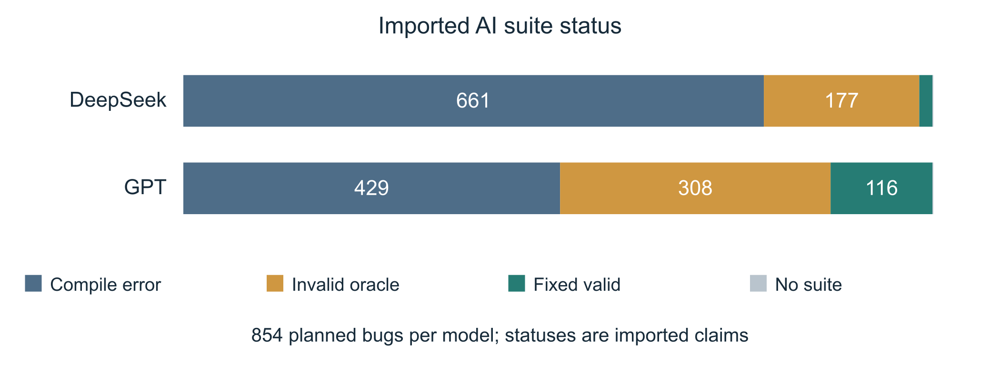 Imported AI suite status
DeepSeek 661 177
GPT 429 308 116
Compile error Invalid oracle Fixed valid No suite
854 planned bugs per model; statuses are imported claims